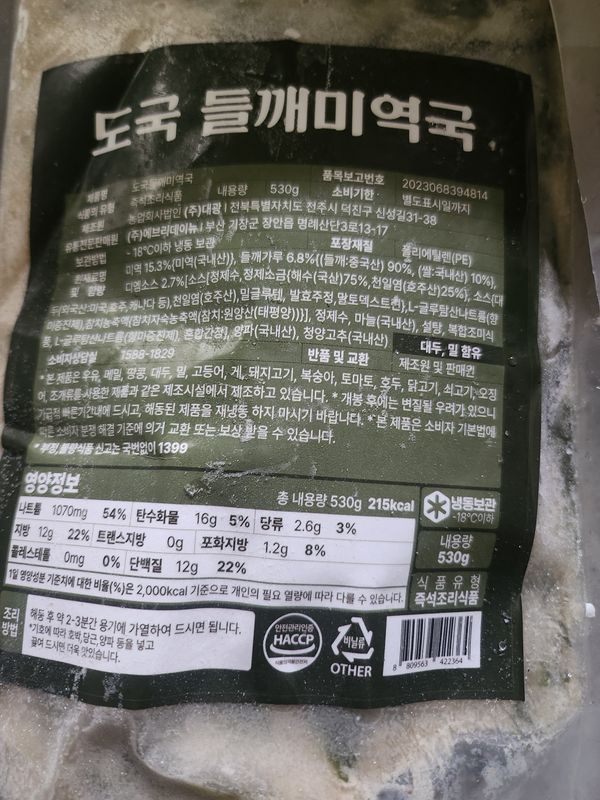 도국 들깨미역국
제품명 도국들깨미역국 품목보고번호 2023068394814
식품의 유형 즉석조리식품 내용량 530g 소비기한 별도표시일까지
제조원 농업회사법인 (주)대광 | 전북특별자치도 전주시 덕진구 신성길31-38
유통전문판매원 (주)에브리데이뉴 | 부산 기장군 장안읍 명례산단3로13-17
보관방법 -18℃이하 냉동 보관 포장재질 폴리에틸렌(PE)
원재료명 및 함량 미역 15.3%{미역(국내산)}, 들깨가루 6.8%{(들깨:중국산) 90%, (쌀:국내산) 10%},
더엠소스 2.7%[소스{정제수,정제소금(해수(국산)75%, 천일염(호주산)25%}, 소스{대
두(외국산:미국,호주,캐나다 등),천일염(호주산),밀글루텐, 발효주정,말토덱스트린},L-글루탐산나트륨(향
미증진제),참치농축액{참치자숙농축액(참치:원양산(태평양))}], 정제수, 마늘(국내산), 설탕, 복합조미식
품, L-글루탐산나트륨(향미증진제), 혼합간장}, 양파(국내산), 청양고추(국내산) 대두, 밀 함유
소비자상담실 1588-1829 반품 및 교환 제조원 및 판매원
* 본 제품은 우유, 메밀, 땅콩, 대두, 밀, 고등어, 게, 돼지고기, 복숭아, 토마토, 호두, 닭고기, 쇠고기, 오징
어, 조개류를 사용한 제품과 같은 제조시설에서 제조하고 있습니다. * 개봉 후에는 변질될 우려가 있으니
가급적 빠른기간내에 드시고, 해동된 제품을 재냉동 하지 마시기 바랍니다. * 본 제품은 소비자 기본법에
따른 소비자 분쟁 해결 기준에 의거 교환 또는 보상 받을 수 있습니다.
* 부정,불량식품 신고는 국번없이 1399
영양정보 총 내용량 530g 215kcal
나트륨 1070mg 54% 탄수화물 16g 5% 당류 2.6g 3%
지방 12g 22% 트랜스지방 0g 포화지방 1.2g 8%
콜레스테롤 0mg 0% 단백질 12g 22%
1일 영양성분 기준치에 대한 비율(%)은 2,000kcal 기준으로 개인의 필요 열량에 따라 다를 수 있습니다.
냉동보관
-18℃이하
내용량
530g
식품유형
즉석조리식품
조리
방법
해동 후 약 2-3분간 용기에 가열하여 드시면 됩니다.
*기호에 따라 호박,당근,양파 등을 넣고
끓여 드시면 더욱 맛있습니다.
안전관리인증
HACCP
식품의약품안전처
비닐류
OTHER
8 809563 422364